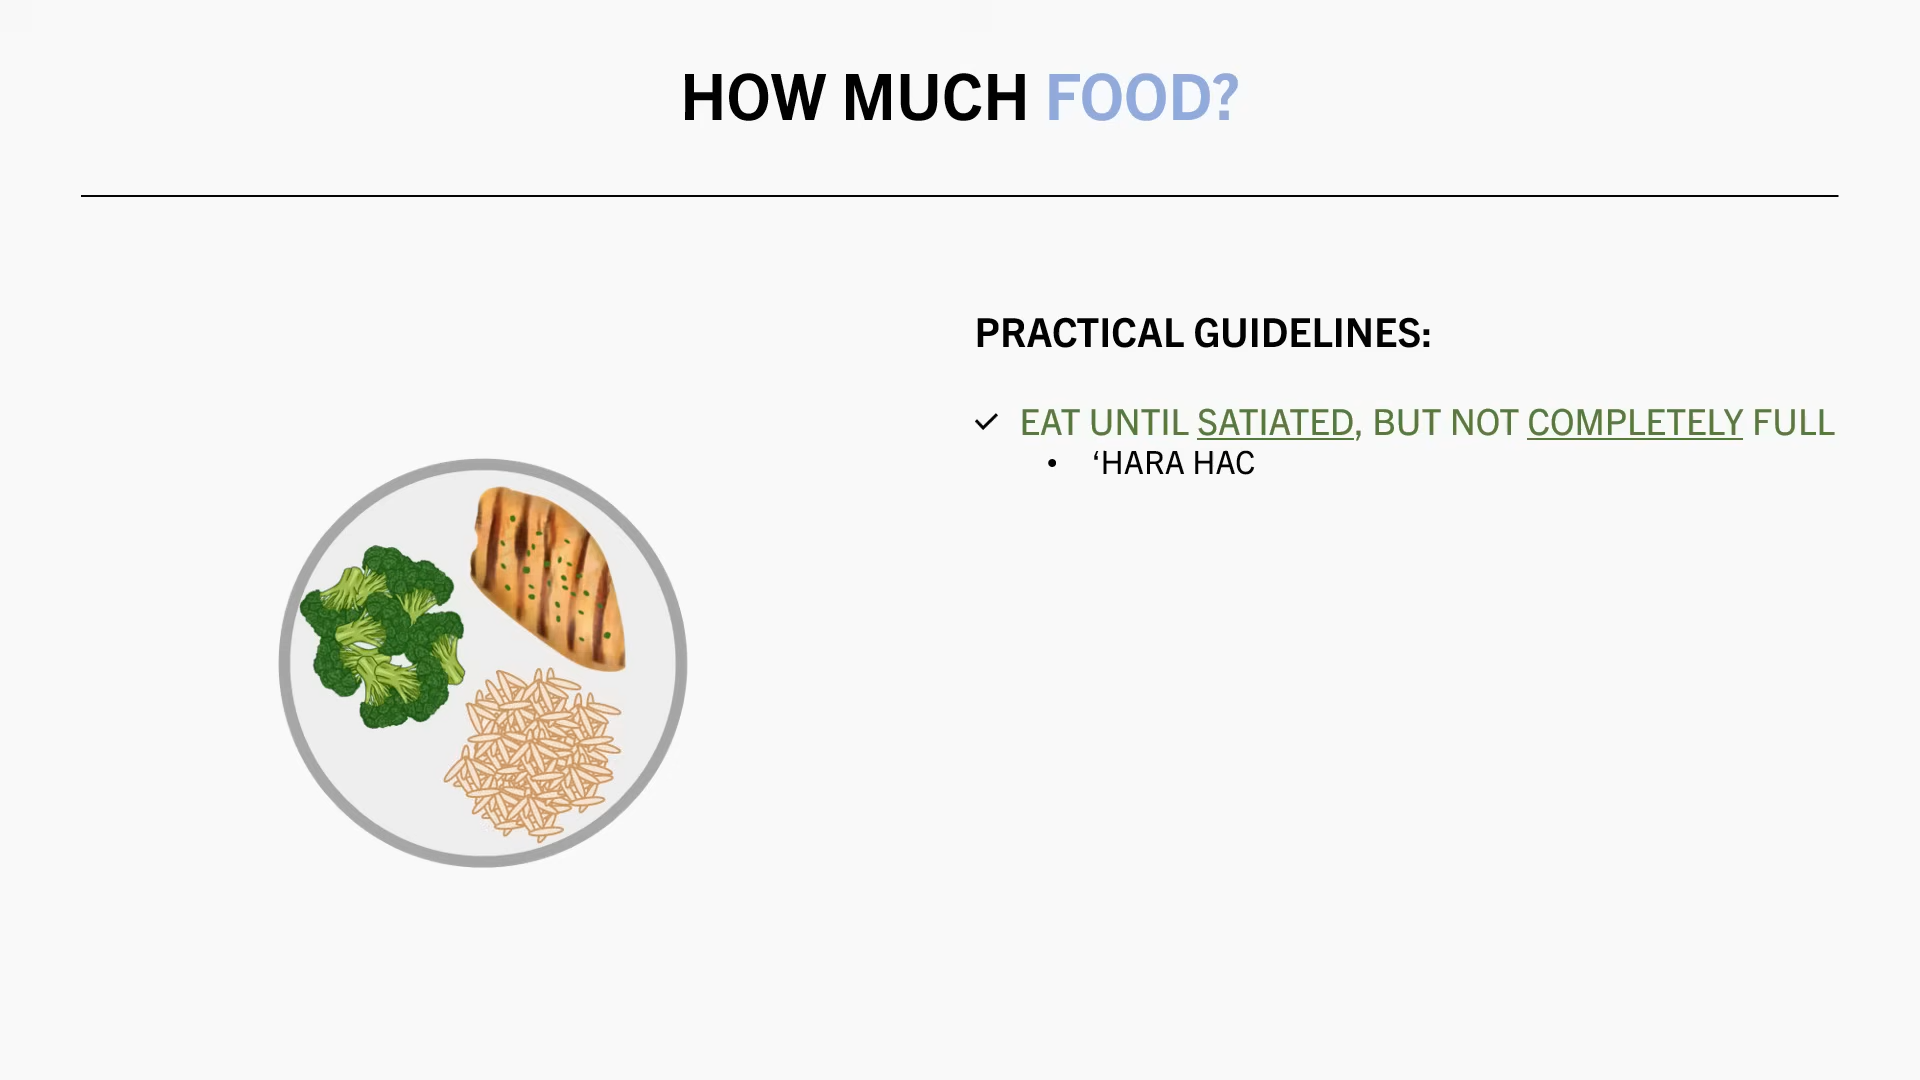 HOW MUCH FOOD?
PRACTICAL GUIDELINES:
✓ EAT UNTIL SATIATED, BUT NOT COMPLETELY FULL
• ‘HARA HAC